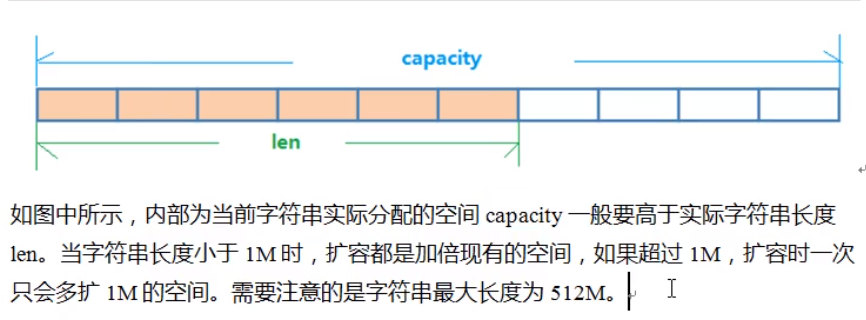 capacity
len
如图中所示，内部为当前字符串实际分配的空间 capacity 一般要高于实际字符串长度
len。当字符串长度小于 1M 时，扩容都是加倍现有的空间，如果超过 1M，扩容时一次
只会多扩 1M 的空间。需要注意的是字符串最大长度为 512M。